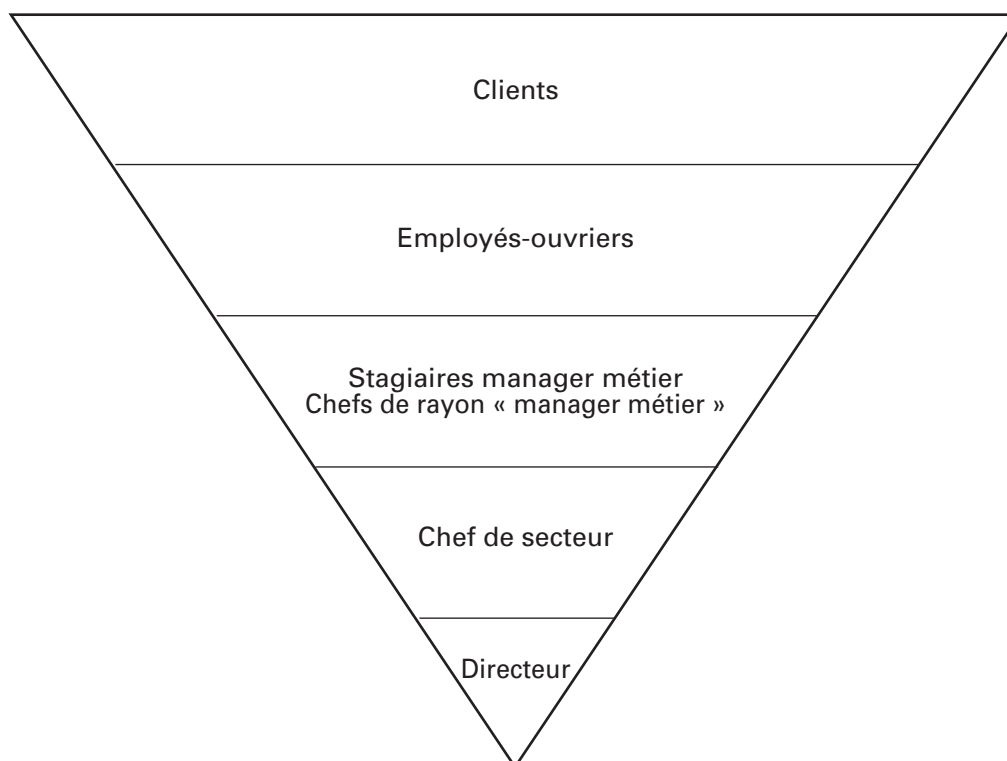 Clients
Employés-ouvriers
Stagiaires manager métier
Chefs de rayon « manager métier »
Chef de secteur
Directeur